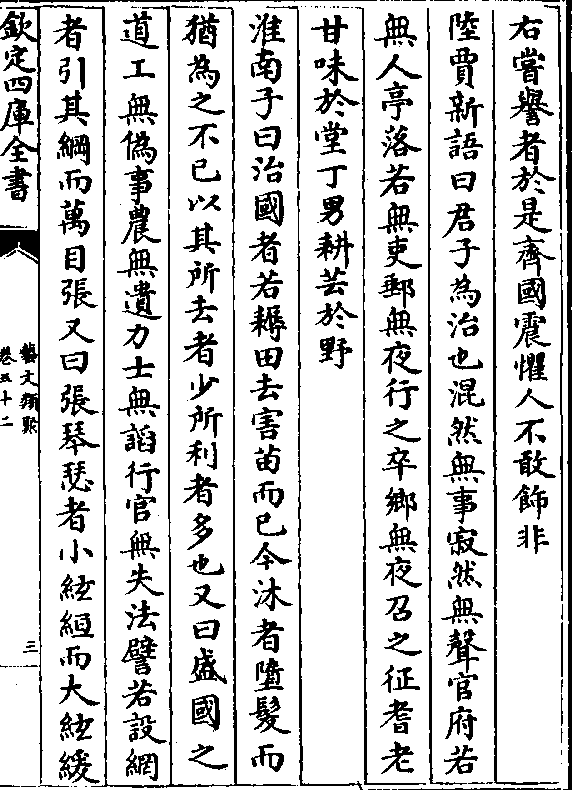 右嘗譽者於是齊國震懼人不敢飾非
陸賈新語曰君子為治也混然無事寂然無聲官府若
無人亭落若無吏郵無夜行之卒鄉無夜召之征耆老
甘味於堂丁男耕芸於野
淮南子曰治國者若耨田去害苗而已今沐者墮髮而
猶為之不已以其所去者少所利者多也又曰盛國之
道工無偽事農無遺力士無謟行官無失法譬若設網
者引其綱而萬目張又曰張琴瑟者小絃絙而大絃緩
欽定四庫全書
藝文類聚
卷五十二
三